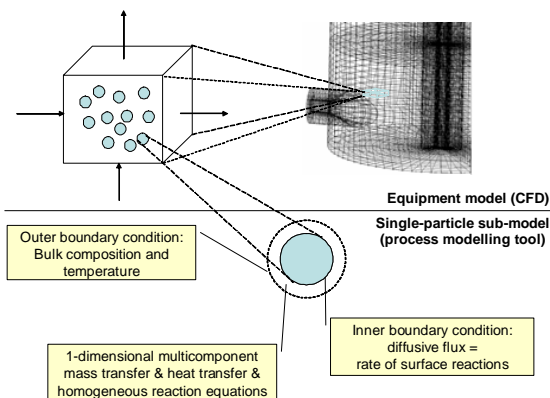 Equipment model (CFD)
Single-particle sub-model
(process modelling tool)
Outer boundary condition:
Bulk composition and
temperature
Inner boundary condition:
diffusive flux =
rate of surface reactions
1-dimensional multicomponent
mass transfer & heat transfer &
homogeneous reaction equations